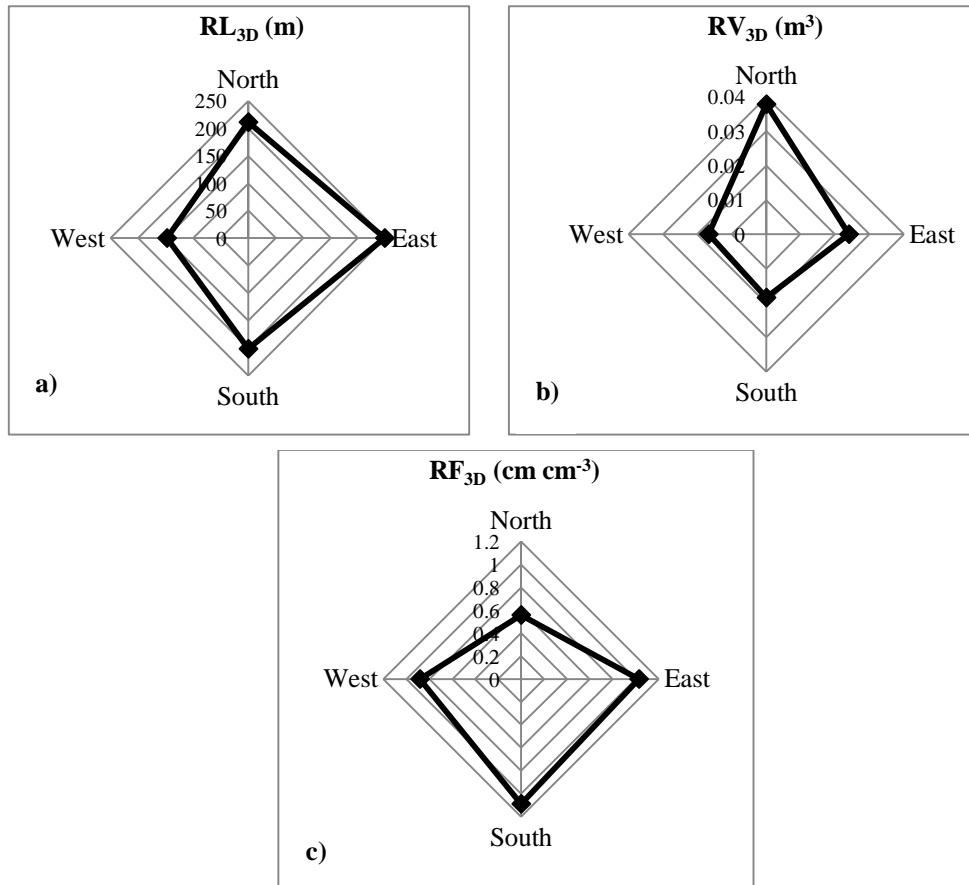 RL3D (m)
North
250
200
150
100
50
0
West
East
South
a)
RV3D (m³)
North
0.04
0.03
0.02
0.01
0
West
East
South
b)
RF3D (cm cm-3)
North
1.2
1
0.8
0.6
0.4
0.2
0
West
East
South
c)